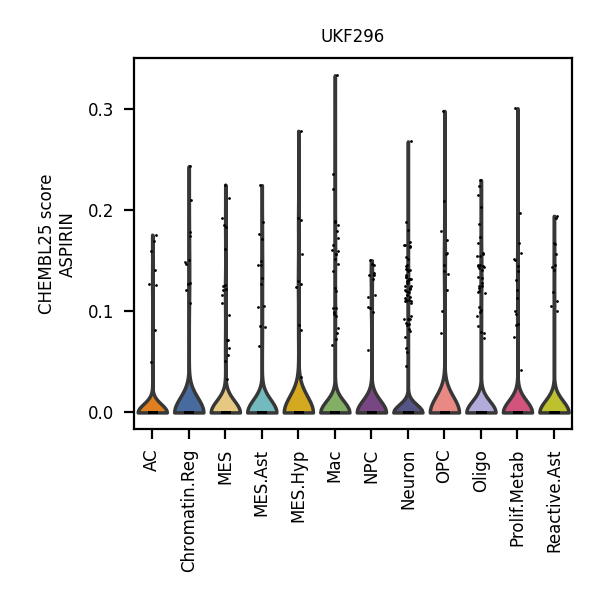 UKF296
CHEMBL25 score
ASPIRIN
0.3
0.2
0.1
0.0
AC
Chromatin.Reg
MES
MES.Ast
MES.Hyp
Mac
NPC
Neuron
OPC
Oligo
Prolif.Metab
Reactive.Ast